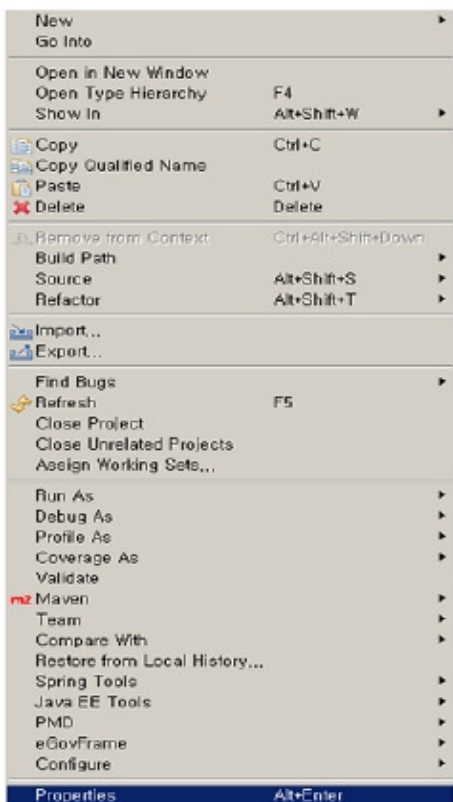 New
Go Into
Open in New Window
Open Type Hierarchy F4
Show In Alt+Shift+W
Copy Ctrl+C
Copy Qualified Name
Paste Ctrl+V
Delete Delete
Remove from Context Ctrl+Alt+Shift+Down
Build Path
Source Alt+Shift+S
Refactor Alt+Shift+T
Import...
Export...
Find Bugs
Refresh F5
Close Project
Close Unrelated Projects
Assign Working Sets...
Run As
Debug As
Profile As
Coverage As
Validate
m2 Maven
Team
Compare With
Restore from Local History...
Spring Tools
Java EE Tools
PMD
eGovFrame
Configure
Properties Alt+Enter